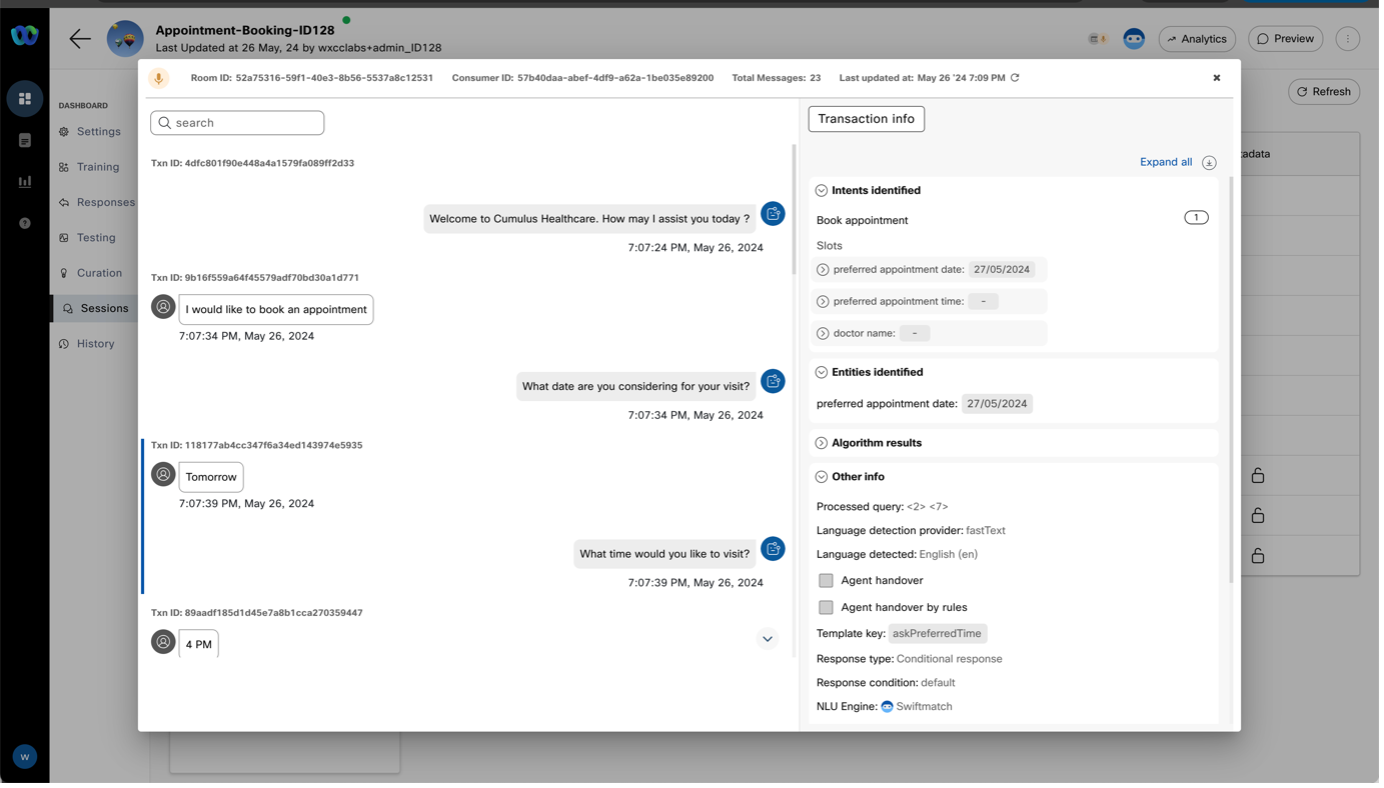 Appointment-Booking-ID128
Last Updated at 26 May, 24 by wxcclabs+admin_ID128
Analytics
Preview
Room ID: 52a75316-59f1-40e3-8b56-5537a8c12531
Consumer ID: 57b40daa-abef-4df9-a62a-1be035e89200
Total Messages: 23
Last updated at: May 26 '24 7:09 PM
Refresh
DASHBOARD
Settings
Training
Responses
Testing
Curation
Sessions
History
w
search
Txn ID: 4dfc801f90e448a4a1579fa089ff2d33
Welcome to Cumulus Healthcare. How may I assist you today ?
7:07:24 PM, May 26, 2024
Txn ID: 9b16f559a64f45579adf70bd30a1d771
I would like to book an appointment
7:07:34 PM, May 26, 2024
What date are you considering for your visit?
7:07:34 PM, May 26, 2024
Txn ID: 118177ab4cc347f6a34ed143974e5935
Tomorrow
7:07:39 PM, May 26, 2024
What time would you like to visit?
7:07:39 PM, May 26, 2024
Txn ID: 89aadf185d1d45e7a8b1cca270359447
4 PM
Transaction info
Expand all
Intents identified
Book appointment 1
Slots
preferred appointment date: 27/05/2024
preferred appointment time: -
doctor name: -
Entities identified
preferred appointment date: 27/05/2024
Algorithm results
Other info
Processed query: <2> <7>
Language detection provider: fastText
Language detected: English (en)
Agent handover
Agent handover by rules
Template key: askPreferredTime
Response type: Conditional response
Response condition: default
NLU Engine: Swiftmatch